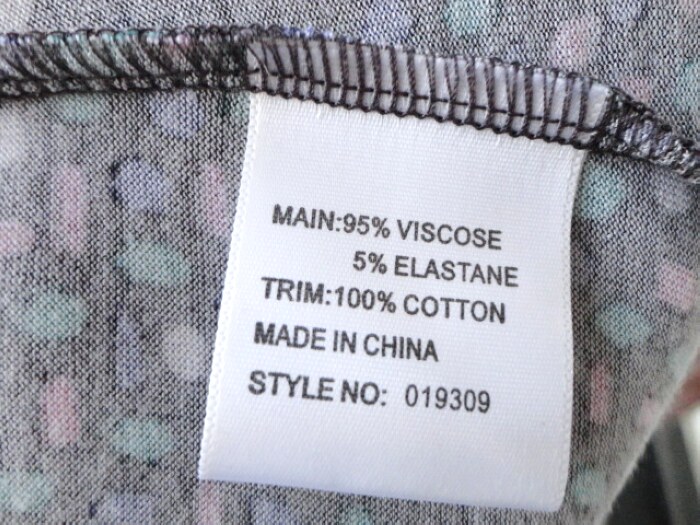 MAIN:95% VISCOSE
5% ELASTANE
TRIM:100% COTTON
MADE IN CHINA
STYLE NO: 019309